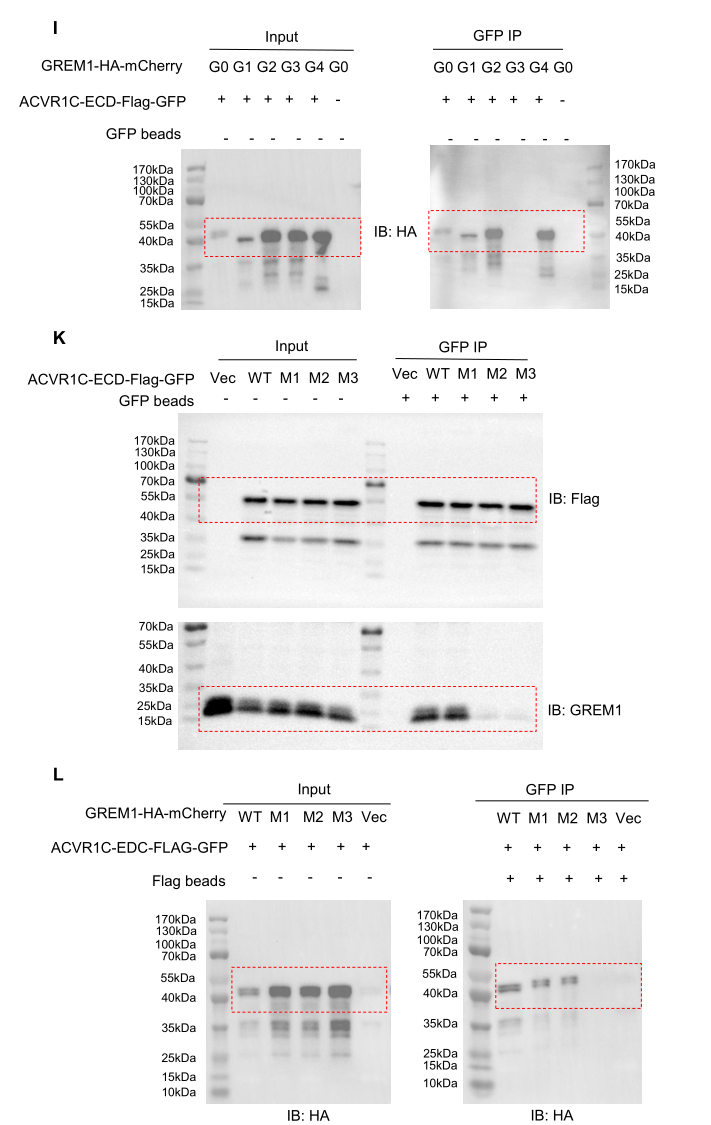 I
Input
GFP IP
GREM1-HA-mCherry
G0 G1 G2 G3 G4 G0
G0 G1 G2 G3 G4 G0
ACVR1C-ECD-Flag-GFP
+ + + + + -
+ + + + + -
GFP beads
- - - - - -
- - - - - -
170kDa
130kDa
100kDa
70kDa
55kDa
40kDa
35kDa
25kDa
15kDa
IB: HA
170kDa
130kDa
100kDa
70kDa
55kDa
40kDa
35kDa
25kDa
15kDa
K
Input
GFP IP
ACVR1C-ECD-Flag-GFP
Vec WT M1 M2 M3
Vec WT M1 M2 M3
GFP beads
- - - - -
+ + + + +
170kDa
130kDa
100kDa
70kDa
55kDa
40kDa
35kDa
25kDa
15kDa
IB: Flag
70kDa
55kDa
40kDa
35kDa
25kDa
15kDa
IB: GREM1
L
Input
GFP IP
GREM1-HA-mCherry
WT M1 M2 M3 Vec
WT M1 M2 M3 Vec
ACVR1C-EDC-FLAG-GFP
+ + + + +
+ + + + +
Flag beads
- - - - -
+ + + + +
170kDa
130kDa
100kDa
70kDa
55kDa
40kDa
35kDa
25kDa
15kDa
10kDa
IB: HA
170kDa
130kDa
100kDa
70kDa
55kDa
40kDa
35kDa
25kDa
15kDa
10kDa
IB: HA